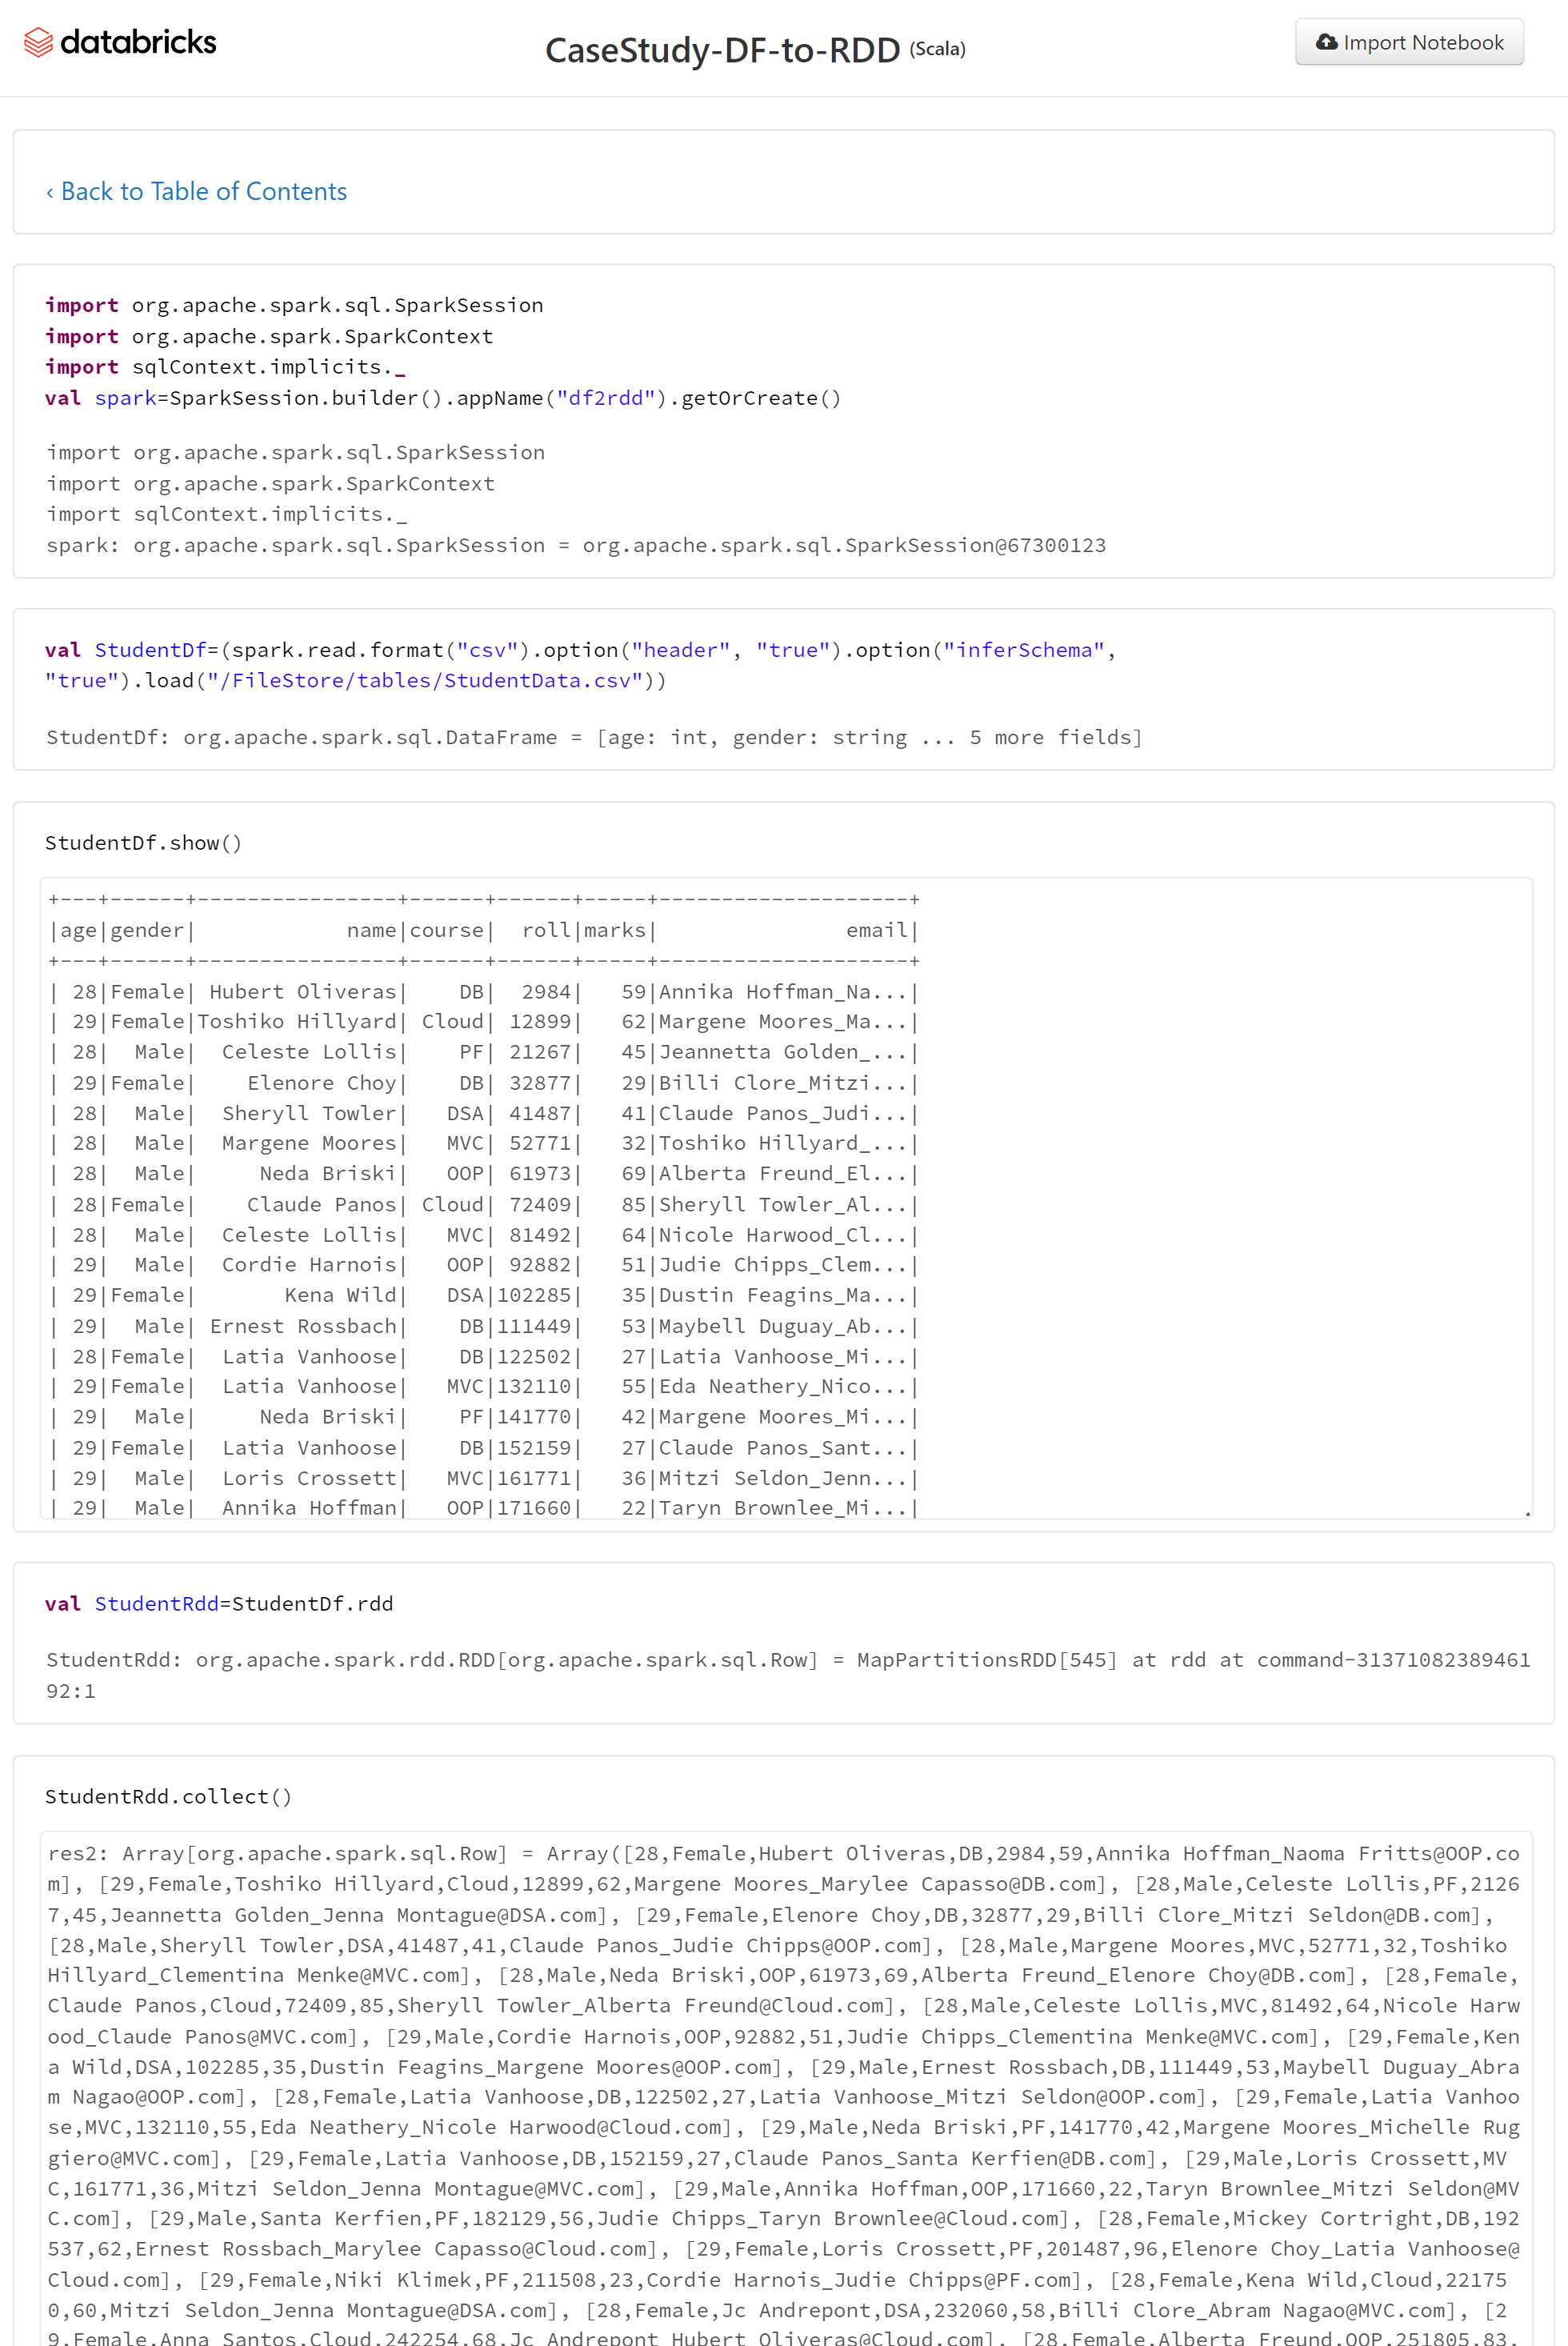 databricks
CaseStudy-DF-to-RDD (Scala)
Import Notebook
‹ Back to Table of Contents
import org.apache.spark.sql.SparkSession
import org.apache.spark.SparkContext
import sqlContext.implicits._
val spark=SparkSession.builder().appName("df2rdd").getOrCreate()
import org.apache.spark.sql.SparkSession
import org.apache.spark.SparkContext
import sqlContext.implicits._
spark: org.apache.spark.sql.SparkSession = org.apache.spark.sql.SparkSession@67300123
val StudentDf=(spark.read.format("csv").option("header", "true").option("inferSchema",
"true").load("/FileStore/tables/StudentData.csv"))
StudentDf: org.apache.spark.sql.DataFrame = [age: int, gender: string ... 5 more fields]
StudentDf.show()
+---+------+----------------+------+------+-----+--------------------+
|age|gender|            name|course|  roll|marks|               email|
+---+------+----------------+------+------+-----+--------------------+
| 28|Female| Hubert Oliveras|    DB|  2984|   59|Annika Hoffman_Na...|
| 29|Female|Toshiko Hillyard| Cloud| 12899|   62|Margene Moores_Ma...|
| 28|  Male|  Celeste Lollis|    PF| 21267|   45|Jeannetta Golden_...|
| 29|Female|    Elenore Choy|    DB| 32877|   29|Billi Clore_Mitzi...|
| 28|  Male|  Sheryll Towler|   DSA| 41487|   41|Claude Panos_Judi...|
| 28|  Male|  Margene Moores|   MVC| 52771|   32|Toshiko Hillyard_...|
| 28|  Male|     Neda Briski|   OOP| 61973|   69|Alberta Freund_El...|
| 28|Female|    Claude Panos| Cloud| 72409|   85|Sheryll Towler_Al...|
| 28|  Male|  Celeste Lollis|   MVC| 81492|   64|Nicole Harwood_Cl...|
| 29|  Male|  Cordie Harnois|   OOP| 92882|   51|Judie Chipps_Clem...|
| 29|Female|       Kena Wild|   DSA|102285|   35|Dustin Feagins_Ma...|
| 29|  Male| Ernest Rossbach|    DB|111449|   53|Maybell Duguay_Ab...|
| 28|Female|  Latia Vanhoose|    DB|122502|   27|Latia Vanhoose_Mi...|
| 29|Female|  Latia Vanhoose|   MVC|132110|   55|Eda Neathery_Nico...|
| 29|  Male|     Neda Briski|    PF|141770|   42|Margene Moores_Mi...|
| 29|Female|  Latia Vanhoose|    DB|152159|   27|Claude Panos_Sant...|
| 29|  Male|  Loris Crossett|   MVC|161771|   36|Mitzi Seldon_Jenn...|
| 29|  Male|  Annika Hoffman|   OOP|171660|   22|Taryn Brownlee_Mi...|
val StudentRdd=StudentDf.rdd
StudentRdd: org.apache.spark.rdd.RDD[org.apache.spark.sql.Row] = MapPartitionsRDD[545] at rdd at command-31371082389461
92:1
StudentRdd.collect()
res2: Array[org.apache.spark.sql.Row] = Array([28,Female,Hubert Oliveras,DB,2984,59,Annika Hoffman_Naoma Fritts@OOP.co
m], [29,Female,Toshiko Hillyard,Cloud,12899,62,Margene Moores_Marylee Capasso@DB.com], [28,Male,Celeste Lollis,PF,2126
7,45,Jeannetta Golden_Jenna Montague@DSA.com], [29,Female,Elenore Choy,DB,32877,29,Billi Clore_Mitzi Seldon@DB.com],
[28,Male,Sheryll Towler,DSA,41487,41,Claude Panos_Judie Chipps@OOP.com], [28,Male,Margene Moores,MVC,52771,32,Toshiko
Hillyard_Clementina Menke@MVC.com], [28,Male,Neda Briski,OOP,61973,69,Alberta Freund_Elenore Choy@DB.com], [28,Female,
Claude Panos,Cloud,72409,85,Sheryll Towler_Alberta Freund@Cloud.com], [28,Male,Celeste Lollis,MVC,81492,64,Nicole Harw
ood_Claude Panos@MVC.com], [29,Male,Cordie Harnois,OOP,92882,51,Judie Chipps_Clementina Menke@MVC.com], [29,Female,Ken
a Wild,DSA,102285,35,Dustin Feagins_Margene Moores@OOP.com], [29,Male,Ernest Rossbach,DB,111449,53,Maybell Duguay_Abra
m Nagao@OOP.com], [28,Female,Latia Vanhoose,DB,122502,27,Latia Vanhoose_Mitzi Seldon@OOP.com], [29,Female,Latia Vanhoo
se,MVC,132110,55,Eda Neathery_Nicole Harwood@Cloud.com], [29,Male,Neda Briski,PF,141770,42,Margene Moores_Michelle Rug
giero@MVC.com], [29,Female,Latia Vanhoose,DB,152159,27,Claude Panos_Santa Kerfien@DB.com], [29,Male,Loris Crossett,MV
C,161771,36,Mitzi Seldon_Jenna Montague@MVC.com], [29,Male,Annika Hoffman,OOP,171660,22,Taryn Brownlee_Mitzi Seldon@MV
C.com], [29,Male,Santa Kerfien,PF,182129,56,Judie Chipps_Taryn Brownlee@Cloud.com], [28,Female,Mickey Cortright,DB,192
537,62,Ernest Rossbach_Marylee Capasso@Cloud.com], [29,Female,Loris Crossett,PF,201487,96,Elenore Choy_Latia Vanhoose@
Cloud.com], [29,Female,Niki Klimek,PF,211508,23,Cordie Harnois_Judie Chipps@PF.com], [28,Female,Kena Wild,Cloud,22175
0,60,Mitzi Seldon_Jenna Montague@DSA.com], [28,Female,Jc Andrepont,DSA,232060,58,Billi Clore_Abram Nagao@MVC.com], [2
9,Female,Anna Santos,Cloud,242254,68,Jc Andrepont_Hubert Oliveras@Cloud.com], [28,Female,Alberta Freund,OOP,251805,83,